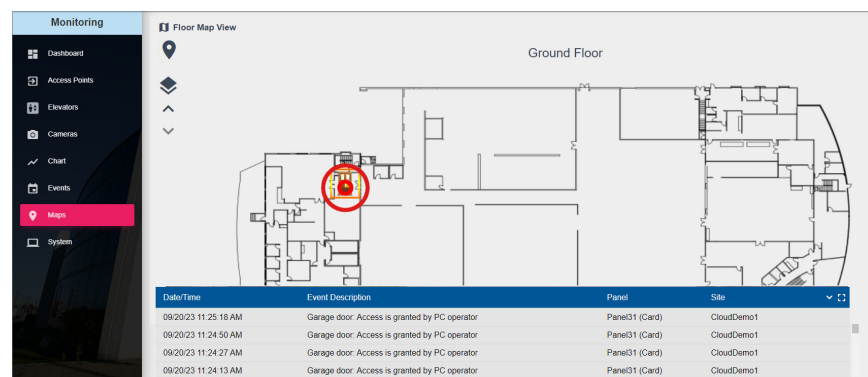 Monitoring
Dashboard
Access Points
Elevators
Cameras
Chart
Events
Maps
System
Floor Map View
Ground Floor
Date/Time Event Description Panel Site
09/20/23 11:25:18 AM Garage door: Access is granted by PC operator Panel31 (Card) CloudDemo1
09/20/23 11:24:50 AM Garage door: Access is granted by PC operator Panel31 (Card) CloudDemo1
09/20/23 11:24:27 AM Garage door: Access is granted by PC operator Panel31 (Card) CloudDemo1
09/20/23 11:24:13 AM Garage door: Access is granted by PC operator Panel31 (Card) CloudDemo1